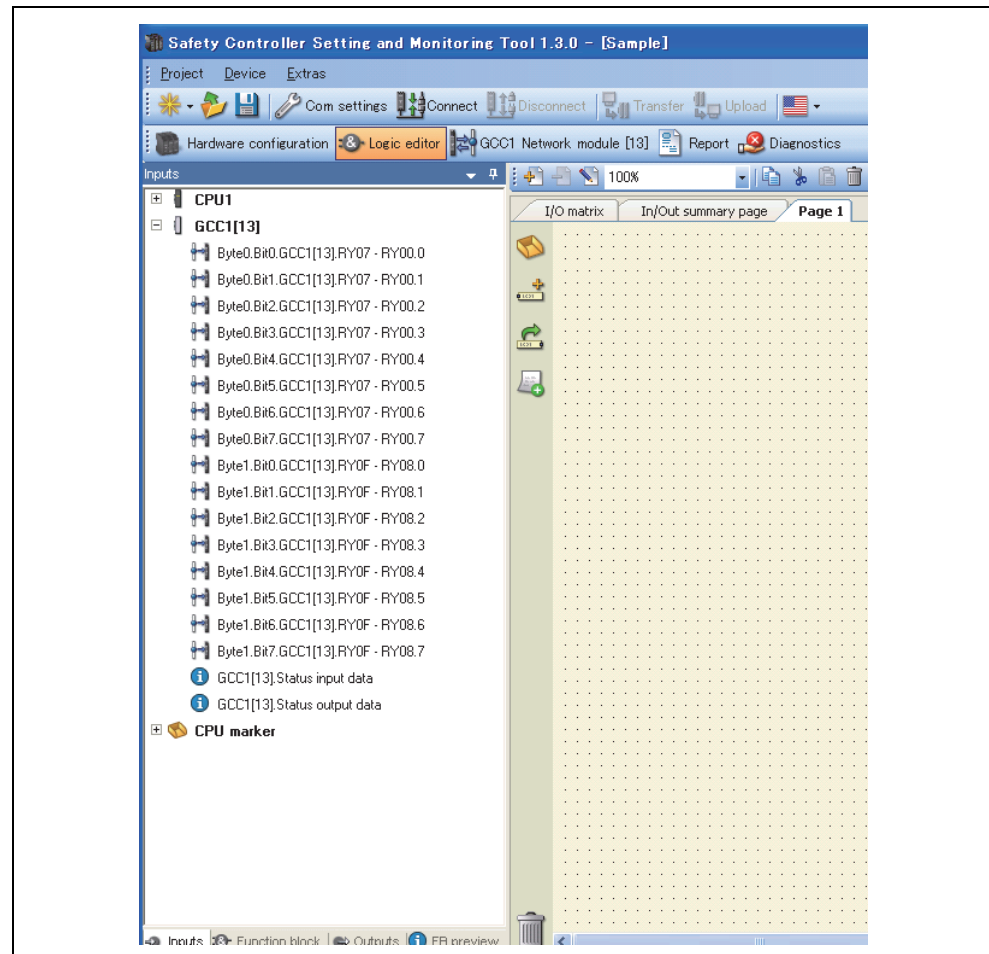 Safety Controller Setting and Monitoring Tool 1.3.0 - [Sample]
Project Device Extras
Com settings Connect Disconnect Transfer Upload
Hardware configuration Logic editor GCC1 Network module [13] Report Diagnostics
Inputs
100%
CPU1
I/O matrix In/Out summary page Page 1
GCC1[13]
Byte0.Bit0.GCC1[13].RY07 - RY00.0
Byte0.Bit1.GCC1[13].RY07 - RY00.1
Byte0.Bit2.GCC1[13].RY07 - RY00.2
Byte0.Bit3.GCC1[13].RY07 - RY00.3
Byte0.Bit4.GCC1[13].RY07 - RY00.4
Byte0.Bit5.GCC1[13].RY07 - RY00.5
Byte0.Bit6.GCC1[13].RY07 - RY00.6
Byte0.Bit7.GCC1[13].RY07 - RY00.7
Byte1.Bit0.GCC1[13].RY0F - RY08.0
Byte1.Bit1.GCC1[13].RY0F - RY08.1
Byte1.Bit2.GCC1[13].RY0F - RY08.2
Byte1.Bit3.GCC1[13].RY0F - RY08.3
Byte1.Bit4.GCC1[13].RY0F - RY08.4
Byte1.Bit5.GCC1[13].RY0F - RY08.5
Byte1.Bit6.GCC1[13].RY0F - RY08.6
Byte1.Bit7.GCC1[13].RY0F - RY08.7
GCC1[13].Status input data
GCC1[13].Status output data
CPU marker
Inputs Function block Outputs FB preview